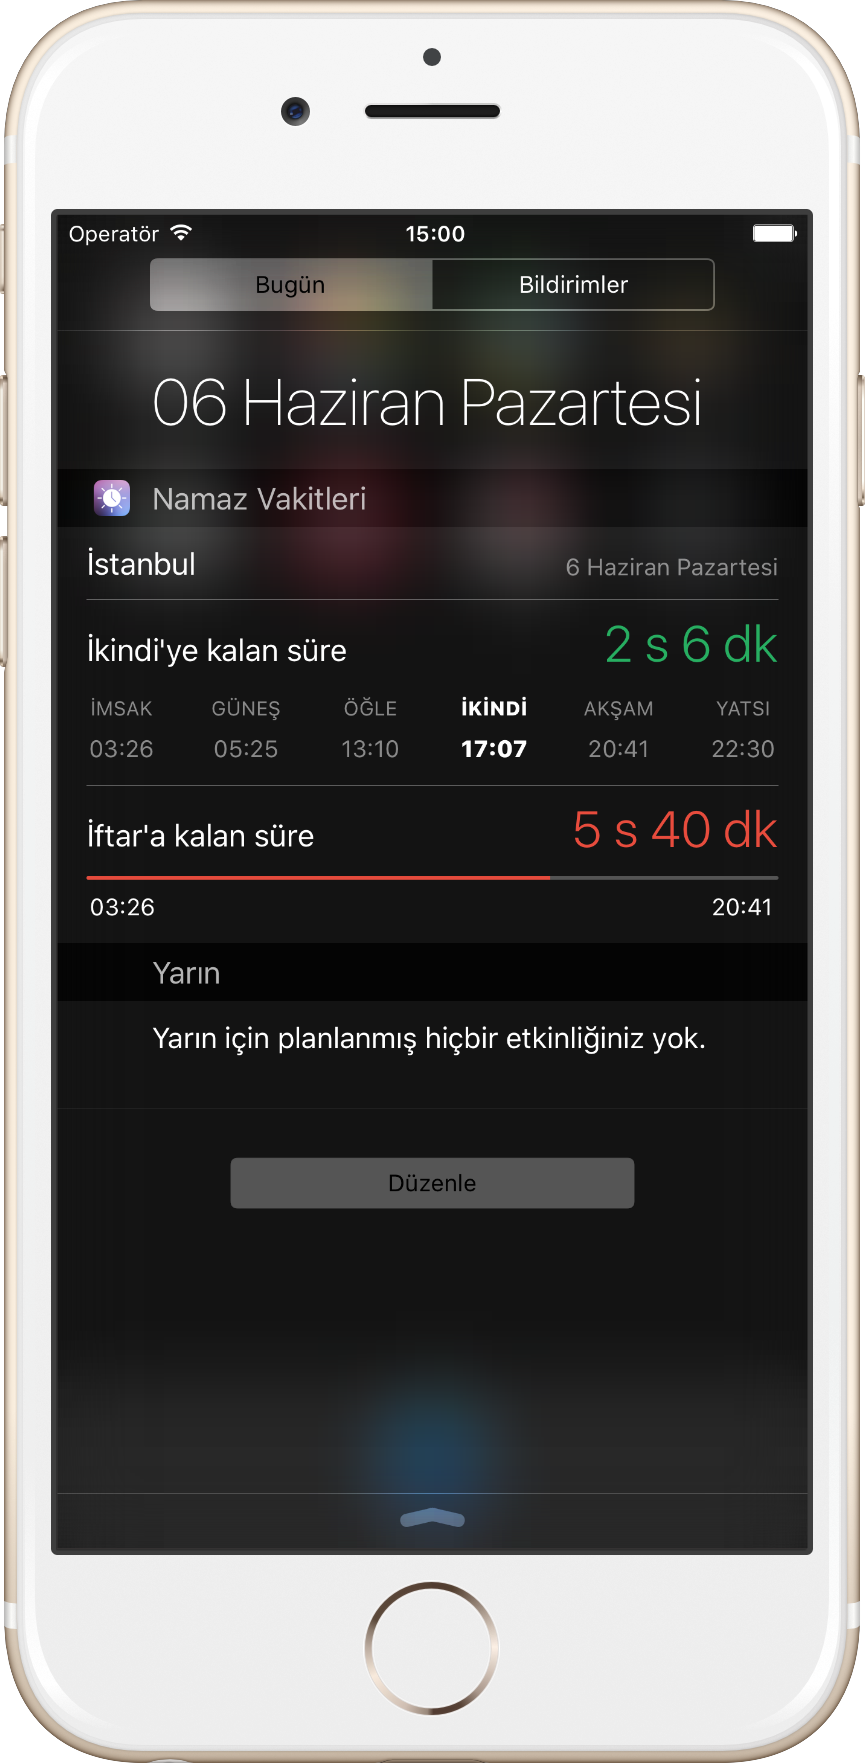 Operatör 15:00
Bugün Bildirimler
06 Haziran Pazartesi
Namaz Vakitleri
İstanbul 6 Haziran Pazartesi
İkindi'ye kalan süre 2 s 6 dk
İMSAK GÜNEŞ ÖĞLE İKİNDİ AKŞAM YATSI
03:26 05:25 13:10 17:07 20:41 22:30
İftar'a kalan süre 5 s 40 dk
03:26 20:41
Yarın
Yarın için planlanmış hiçbir etkinliğiniz yok.
Düzenle